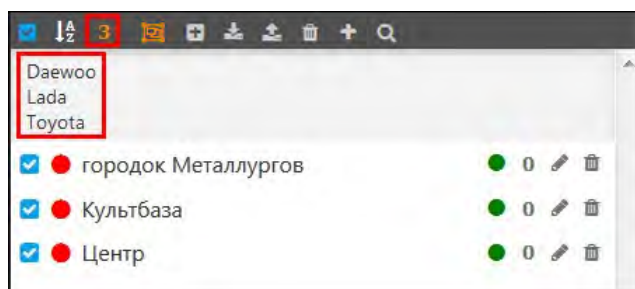 3
Daewoo
Lada
Toyota
городок Металлургов 0
Культбаза 0
Центр 0